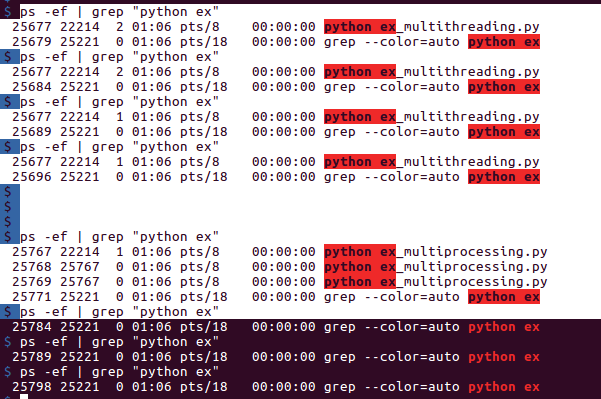 $ ps -ef | grep "python ex"
25677 22214  2 01:06 pts/8    00:00:00 python ex_multithreading.py
25679 25221  0 01:06 pts/18   00:00:00 grep --color=auto python ex
$ ps -ef | grep "python ex"
25677 22214  2 01:06 pts/8    00:00:00 python ex_multithreading.py
25684 25221  0 01:06 pts/18   00:00:00 grep --color=auto python ex
$ ps -ef | grep "python ex"
25677 22214  1 01:06 pts/8    00:00:00 python ex_multithreading.py
25689 25221  0 01:06 pts/18   00:00:00 grep --color=auto python ex
$ ps -ef | grep "python ex"
25677 22214  1 01:06 pts/8    00:00:00 python ex_multithreading.py
25696 25221  0 01:06 pts/18   00:00:00 grep --color=auto python ex
$
$
$
$ ps -ef | grep "python ex"
25767 22214  1 01:06 pts/8    00:00:00 python ex_multiprocessing.py
25768 25767  0 01:06 pts/8    00:00:00 python ex_multiprocessing.py
25769 25767  0 01:06 pts/8    00:00:00 python ex_multiprocessing.py
25771 25221  0 01:06 pts/18   00:00:00 grep --color=auto python ex
$ ps -ef | grep "python ex"
25784 25221  0 01:06 pts/18   00:00:00 grep --color=auto python ex
$ ps -ef | grep "python ex"
25789 25221  0 01:06 pts/18   00:00:00 grep --color=auto python ex
$ ps -ef | grep "python ex"
25798 25221  0 01:06 pts/18   00:00:00 grep --color=auto python ex